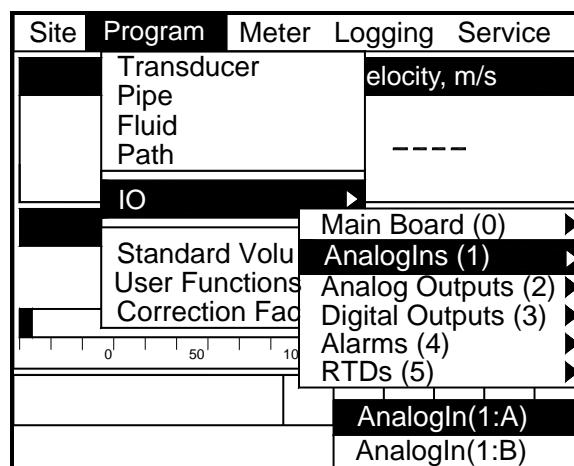 Site Program Meter Logging Service
Transducer
elocity, m/s
Pipe
Fluid
Path
----
IO
Main Board (0)
Standard Volu
AnalogIns (1)
User Functions
Analog Outputs (2)
Correction Fac
Digital Outputs (3)
Alarms (4)
0 50 10
RTDs (5)
AnalogIn(1:A)
AnalogIn(1:B)